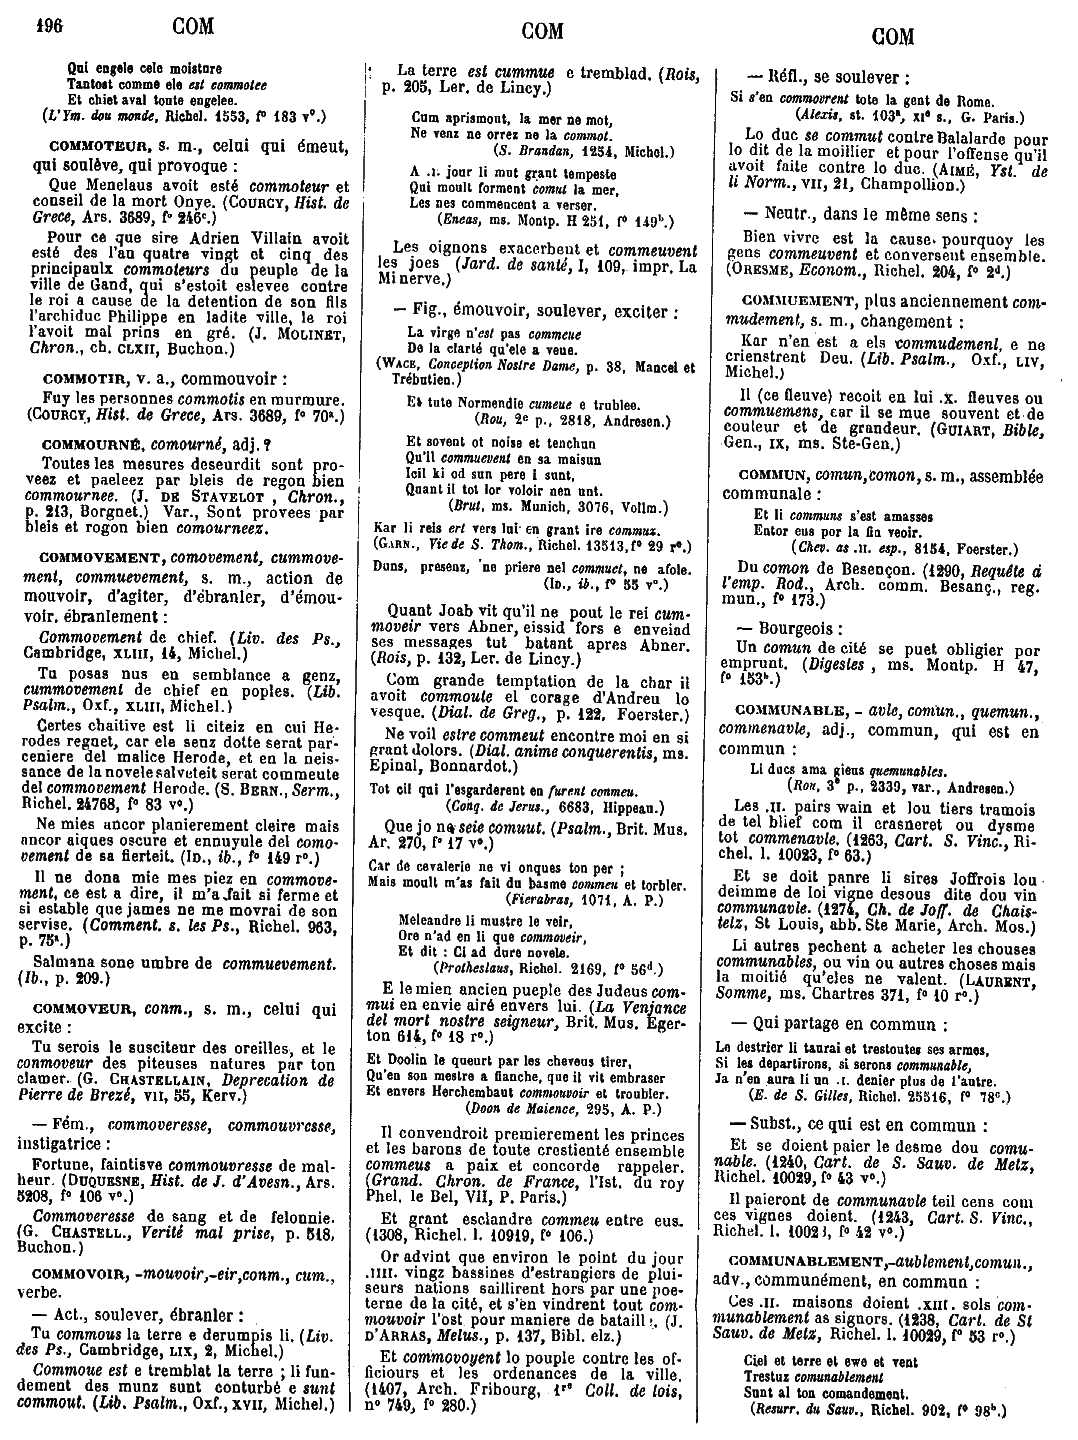 196 COM
COM
COM
Qui engele cele moisture
Tantost comme ele est commotee
Et chiet aval toute engelee.
(L'Ym. dou monde, Richel. 1553, f° 183 v°.)
COMMOTEUR, s. m., celui qui émeut,
qui soulève, qui provoque :
Que Menelaus avoit esté commoteur et
conseil de la mort Onye. (COURCY, Hist. de
Grece, Ars. 3689, f° 246c.)
Pour ce que sire Adrien Villain avoit
esté des l'an quatre vingt et cinq des
principaulx commoteurs du peuple de la
ville de Gand, qui s'estoit eslevee contre
le roi a cause de la detention de son fils
l'archiduc Philippe en ladite ville, le roi
l'avoit mal prins en gré. (J. MOLINET,
Chron., ch. CLXII, Buchon.)
COMMOTIR, v. a., commouvoir :
Fuy les personnes commotis en murmure.
(COURCY, Hist. de Grece, Ars. 3689, f° 70a.)
COMMOURNÉ, comourné, adj. ?
Toutes les mesures deseurdit sont pro-
veez et paeleez par bleis de regon bien
commournee. (J. DE STAVELOT , Chron.,
p. 213, Borgnet.) Var., Sont provees par
bleis et rogon bien comourneez.
COMMOVEMENT, comovement, cummove-
ment, commuevement, s. m., action de
mouvoir, d'agiter, d'ébranler, d'émou-
voir, ébranlement :
Commovement de chief. (Liv. des Ps.,
Cambridge, XLIII, 14, Michel.)
Tu posas nus en semblance a genz,
cummovement de chief en poples. (Lib.
Psalm., Oxf., XLIII, Michel.)
Certes chaitive est li citeiz en cui He-
rodes regnet, car ele senz dotte serat par-
ceniere del malice Herode, et en la neis-
sance de la novele salveteit serat commeute
del commovement Herode. (S. BERN., Serm.,
Richel. 24768, f° 83 v°.)
Ne mies ancor planierement cleire mais
ancor aiques oscure et ennuyule del como-
vement de sa fierteit. (ID., ib., f° 149 r°.)
Il ne dona mie mes piez en commove-
ment, ce est a dire, il m'a fait si ferme et
si estable que james ne me movrai de son
servise. (Comment. s. les Ps., Richel. 963,
p. 75a.)
Salmana sone umbre de commuevement.
(Ib., p. 209.)
COMMOVEUR, conm., s. m., celui qui
excite :
Tu serois le susciteur des oreilles, et le
conmoveur des piteuses natures par ton
clamer. (G. CHASTELLAIN, Deprecation de
Pierre de Brezé, VII, 55, Kerv.)
— Fém., commoveresse, commouvresse,
instigatrice :
Fortune, faintisve commouvresse de mal-
heur. (DUQUESNE, Hist. de J. d'Avesn., Ars.
5208, f° 106 v°.)
Commoveresse de sang et de felonnie.
(G. CHASTELL., Verité mal prise, p. 518,
Buchon.)
COMMOVOIR, -mouvoir, -eir, conm., cum.,
verbe.
— Act., soulever, ébranler :
Tu commous la terre e derumpis li. (Liv.
des Ps., Cambridge, LIX, 2, Michel.)
Commoue est e tremblat la terre ; li fun-
dement des munz sunt conturbé e sunt
commout. (Lib. Psalm., Oxf., XVII, Michel.)
La terre est cummue e tremblad. (Rois,
p. 205, Ler. de Lincy.)
Cum aprismout, la mer ne mot,
Ne venz ne orrez ne la commot.
(S. Brandan, 1254, Michel.)
A .I. jour li mut grant tempeste
Qui moult forment comut la mer,
Les nes commencent a verser.
(Eneas, ms. Montp. H 251, f° 149b.)
Les oignons exacerbent et commeuvent
les joes (Jard. de santé, I, 109, impr. La
Minerve.)
— Fig., émouvoir, soulever, exciter :
La virge n'est pas commeue
De la clarté qu'ele a veue.
(WACE, Conception Nostre Dame, p. 38, Mancel et
Trébutien.)
Et tute Normendie cumeue e trublee.
(Rou, 2e p., 2818, Andresen.)
Et sovent ot noise et tenchun
Qu'il commuevent en sa maisun
Icil ki od sun pere i sunt,
Quant il tot lor voloir nen unt.
(Brut, ms. Munich, 3076, Vollm.)
Kar li reis ert vers lui en grant ire commuz.
(GARN., Vie de S. Thom., Richel. 13513, f° 29 r°.)
Duns, presenz, ne priere nel commuet, ne afole.
(ID., ib., f° 55 v°.)
Quant Joab vit qu'il ne pout le rei cum-
moveir vers Abner, eissid fors e enveiad
ses messages tut batant apres Abner.
(Rois, p. 132, Ler. de Lincy.)
Com grande temptation de la char il
avoit commoute el corage d'Andreu lo
vesque. (Dial. de Greg., p. 122, Foerster.)
Ne voil estre commeut encontre moi en si
grant dolors. (Dial. anime conquerentis, ms.
Epinal, Bonnardot.)
Tot cil qui l'esgarderent en furent conmeu.
(Conq. de Jerus., 6683, Hippeau.)
Que jo ne seie comuut. (Psalm., Brit. Mus.
Ar. 270, f° 17 v°.)
Car de cevalerie ne vi onques ton per ;
Mais moult m'as fait du basme commeu et torbler.
(Fierabras, 1071, A. P.)
Meleandre li mustre le veir,
Ore n'ad en li que commoveir,
Et dit : Ci ad dure novele.
(Protheslaus, Richel. 2169, f° 56d.)
E le mien ancien pueple des Judeus com-
mui en envie airé envers lui. (La Venjance
del mort nostre seigneur, Brit. Mus. Eger-
ton 614, f° 18 r°.)
Et Doolin le queurt par les cheveus tirer,
Qu'en son mestre a fianche, que il vit embraser
Et envers Herchembaut commouvoir et troubler.
(Doon de Maience, 295, A. P.)
Il convendroit premierement les princes
et les barons de toute crestienté ensemble
commeus a paix et concorde rappeler.
(Grand. Chron. de France, l'Ist. du roy
Phel. le Bel, VII, P. Paris.)
Et grant esclandre commeu entre eus.
(1308, Richel. l. 10919, f° 106.)
Or advint que environ le point du jour
.IIII. vingz bassines d'estrangiers de plui-
seurs nations saillirent hors par une poe-
terne de la cité, et s'en vindrent tout com-
mouvoir l'ost pour maniere de bataille. (J.
D'ARRAS, Melus., p. 137, Bibl. elz.)
Et commovoyent lo pouple contre les of-
ficiours et les ordenances de la ville.
(1407, Arch. Fribourg, 1re Coll. de lois,
n° 749, f° 280.)
— Réfl., se soulever :
Si s'en commovrent tote la gent de Rome.
(Alexis, st. 103a, XIe s., G. Paris.)
Lo duc se commut contre Balalarde pour
lo dit de la moillier et pour l'offense qu'il
avoit faite contre lo duc. (AIMÉ, Yst. de
li Norm., VII, 21, Champollion.)
— Neutr., dans le même sens :
Bien vivre est la cause pourquoy les
gens commeuvent et conversent ensemble.
(ORESME, Econom., Richel. 204, f° 2d.)
COMMUEMENT, plus anciennement com-
mudement, s. m., changement :
Kar n'en est a els commudement, e ne
crienstrent Deu. (Lib. Psalm., Oxf., LIV,
Michel.)
Il (ce fleuve) recoit en lui .x. fleuves ou
commuemens, car il se mue souvent et de
couleur et de grandeur. (GUIART, Bible,
Gen., IX, ms. Ste-Gen.)
COMMUN, comun, comon, s. m., assemblée
communale :
Et li communs s'est amasses
Entor eus por la fin veoir.
(Chev. as .II. esp., 8154, Foerster.)
Du comon de Besençon. (1290, Requête à
l'emp. Rod., Arch. comm. Besanç., reg.
mun., f° 173.)
— Bourgeois :
Un comun de cité se puet obligier por
emprunt. (Digestes , ms. Montp. H 47,
f° 153b.)
COMMUNABLE, - avle, comun., quemun.,
commenavle, adj., commun, qui est en
commun :
Li ducs ama giens quemunables.
(Rou, 3e p., 2339, var., Andresen.)
Les .II. pairs wain et lou tiers tramois
de tel blief com il crasneret ou dysme
tot commenavle. (1263, Cart. S. Vinc., Ri-
chel. l. 10023, f° 63.)
Et se doit panre li sires Joffrois lou
deimme de loi vigne desous dite dou vin
communavle. (1274, Ch. de Joff. de Chais-
telz, St Louis, abb. Ste Marie, Arch. Mos.)
Li autres pechent a acheter les chouses
communables, ou vin ou autres choses mais
la moitié qu'eles ne valent. (LAURENT,
Somme, ms. Chartres 371, f° 10 r°.)
— Qui partage en commun :
Le destrier li taurai et trestoutes ses armes,
Si les departirons, si serons communable,
Ja n'en aura li un .I. denier plus de l'autre.
(E. de S. Gilles, Richel. 25516, f° 78c.)
— Subst., ce qui est en commun :
Et se doient paier le desme dou comu-
nable. (1240, Cart. de S. Sauv. de Metz,
Richel. 10029, f° 43 v°.)
Il paieront de communavle teil cens com
ces vignes doient. (1243, Cart. S. Vinc.,
Richel. l. 10023, f° 42 v°.)
COMMUNABLEMENT, -aublement, comun.,
adv., communément, en commun :
Ces .II. maisons doient .XIII. sols com-
munablement as signors. (1238, Cart. de St
Sauv. de Metz, Richel. l. 10029, f° 53 r°.)
Ciel et terre et ewe et vent
Trestuz comunablement
Sunt al ton comandement.
(Resurr. du Sauv., Richel. 902, f° 98b.)